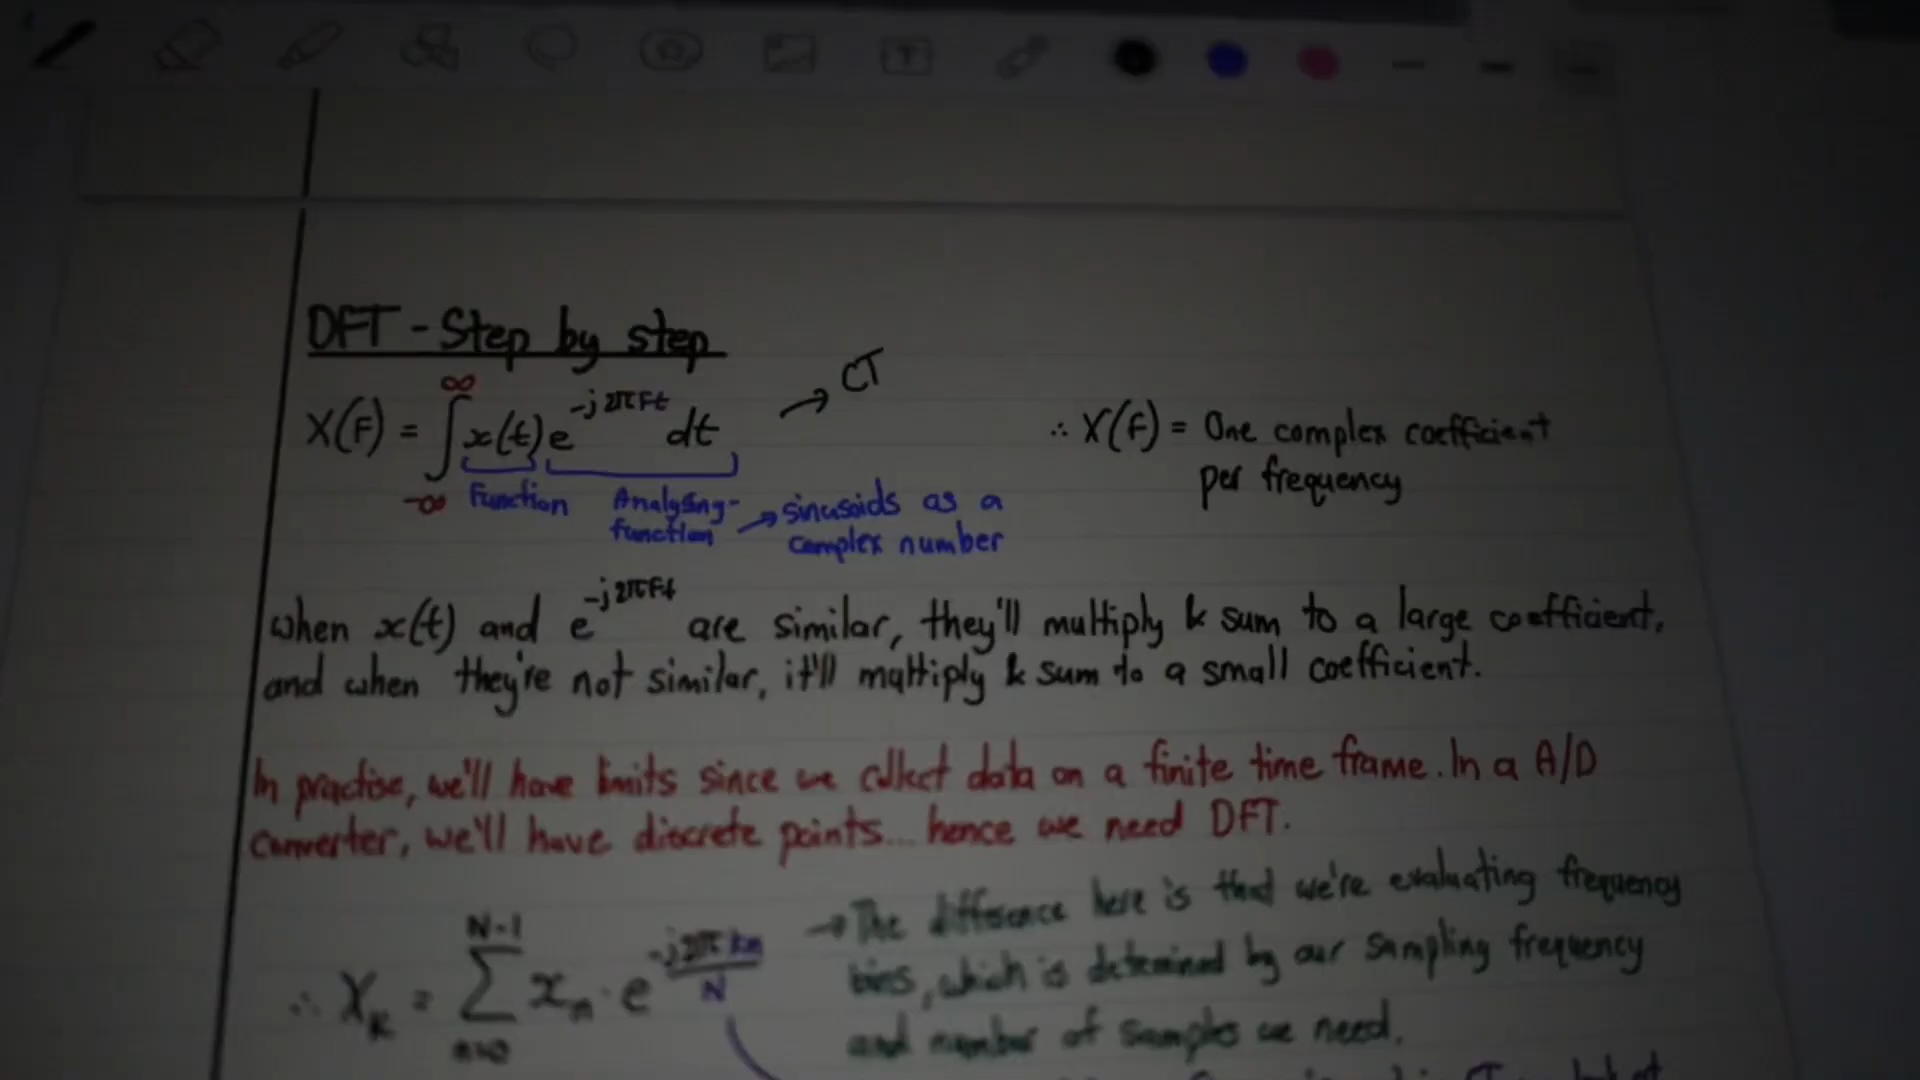 DFT - Step by step
X(F) = ∫_{-∞}^{∞} x(t) e^{-j2πFt} dt → CT
Function
Analysing-
function → sinusoids as a
complex number
∴ X(F) = One complex coefficient
per frequency
when x(t) and e^{-j2πFt} are similar, they'll multiply & sum to a large coefficient,
and when they're not similar, it'll multiply & sum to a small coefficient.
In practise, we'll have limits since we collect data on a finite time frame. In a A/D
converter, we'll have discrete points... hence we need DFT.
∴ X_k = Σ_{n=0}^{N-1} x_n · e^{-j2πkn/N}
→ The difference here is that we're evaluating frequency
bins, which is determined by our sampling frequency
and number of samples we need.